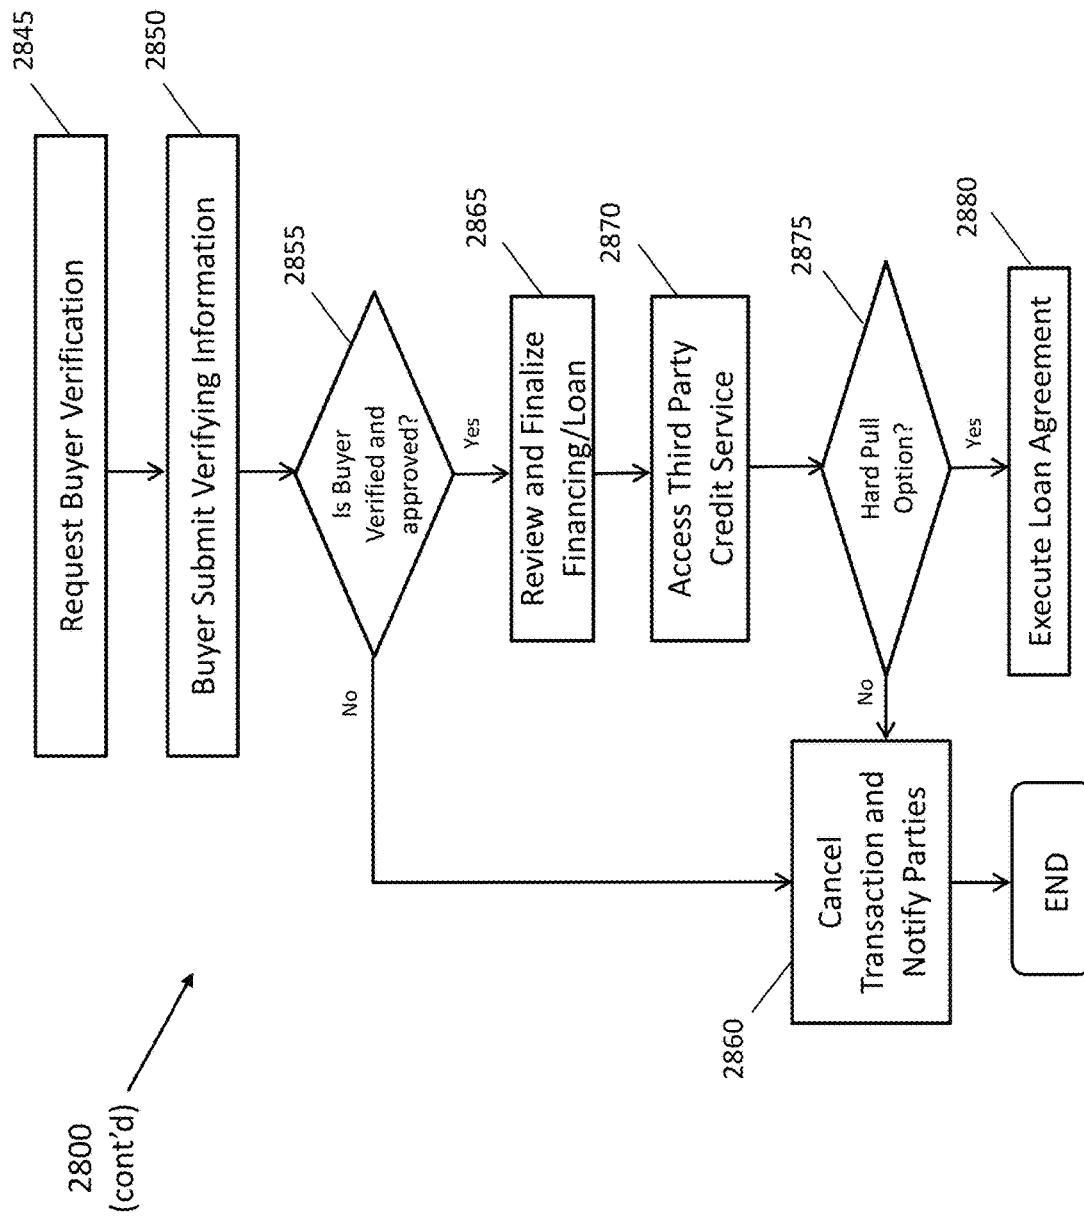 2800
(cont'd)
Request Buyer Verification
2845
Buyer Submit Verifying Information
2850
Is Buyer
Verified and
approved?
2855
No
Yes
Review and Finalize
Financing/Loan
2865
Access Third Party
Credit Service
2870
Hard Pull
Option?
2875
No
Yes
Cancel
Transaction and
Notify Parties
2860
Execute Loan Agreement
2880
END